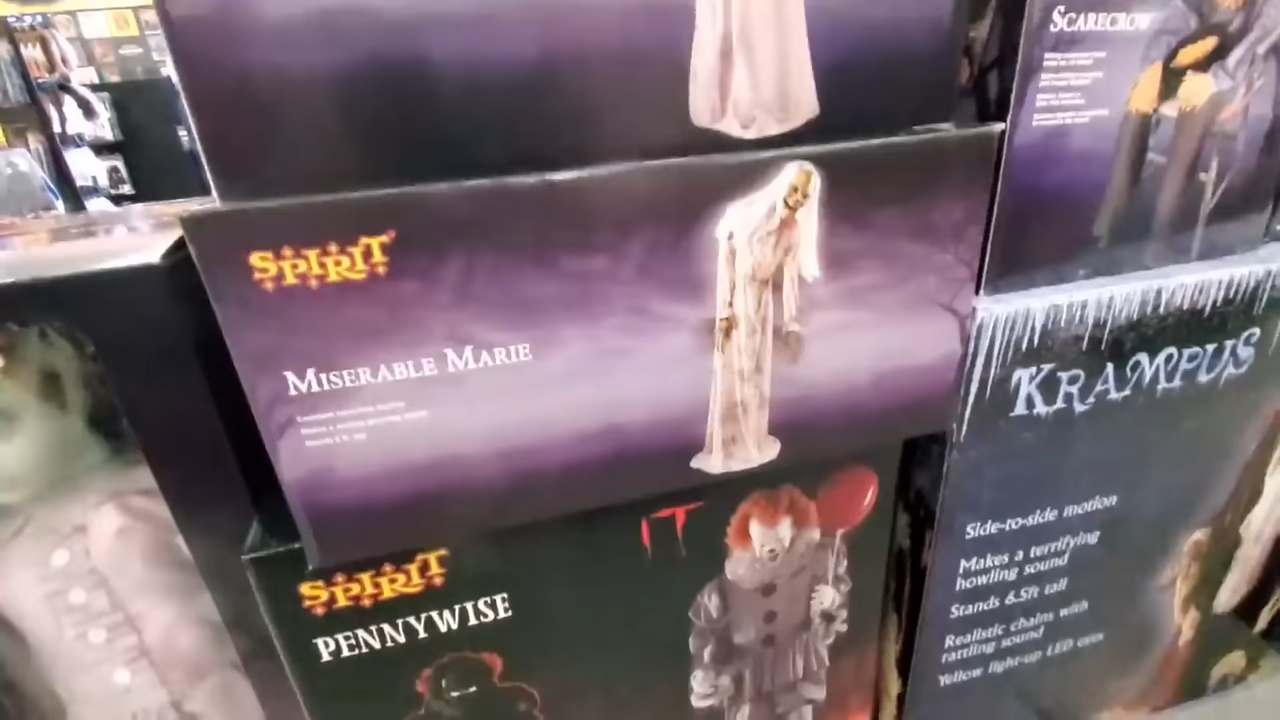 SCARECROW
SPIRIT
MISERABLE MARIE
KRAMPUS
Side-to-side motion
Makes a terrifying
howling sound
Stands 6.5ft tall
Realistic chains with
rattling sound
Yellow light-up LED eyes
IT
SPIRIT
PENNYWISE